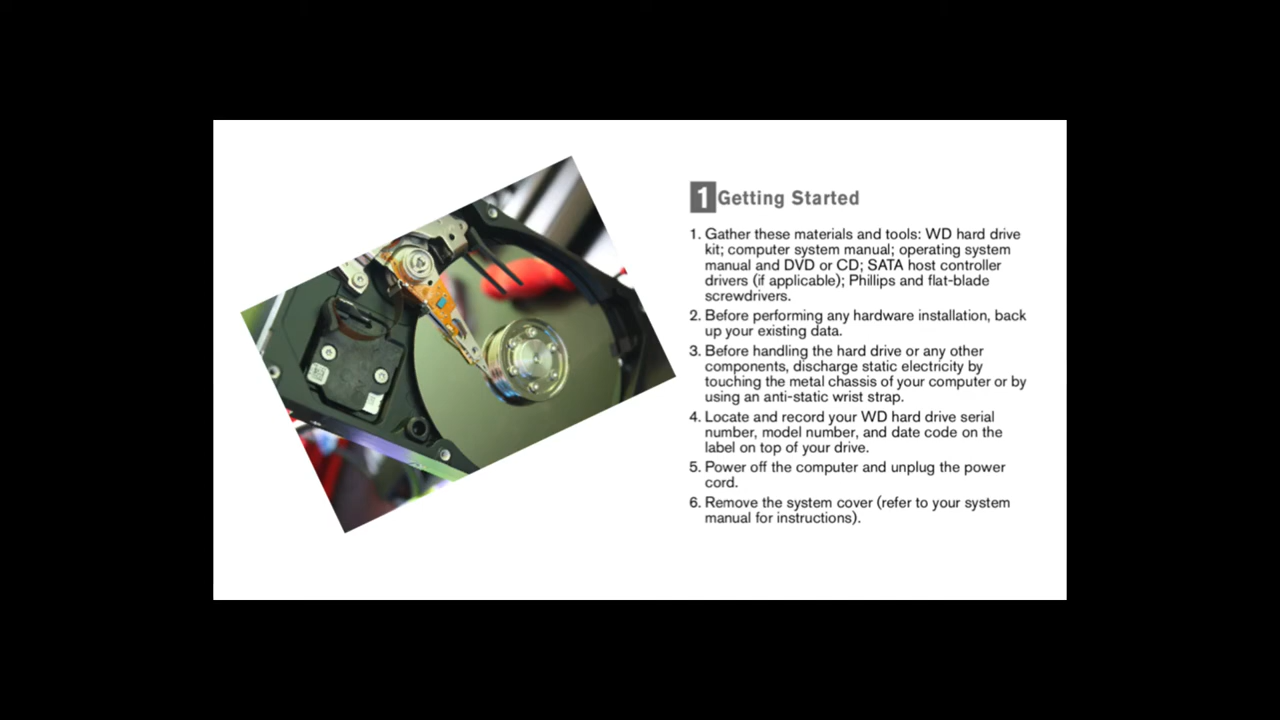 1 Getting Started
1. Gather these materials and tools: WD hard drive
kit; computer system manual; operating system
manual and DVD or CD; SATA host controller
drivers (if applicable); Phillips and flat-blade
screwdrivers.
2. Before performing any hardware installation, back
up your existing data.
3. Before handling the hard drive or any other
components, discharge static electricity by
touching the metal chassis of your computer or by
using an anti-static wrist strap.
4. Locate and record your WD hard drive serial
number, model number, and date code on the
label on top of your drive.
5. Power off the computer and unplug the power
cord.
6. Remove the system cover (refer to your system
manual for instructions).